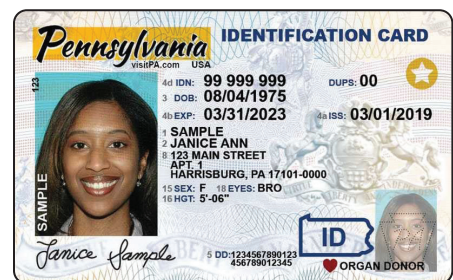 Pennsylvania
visitPA.com USA
IDENTIFICATION CARD
123
4d IDN: 99 999 999 DUPS: 00
3 DOB: 08/04/1975
4b EXP: 03/31/2023 4a ISS: 03/01/2019
1 SAMPLE
2 JANICE ANN
8 123 MAIN STREET
APT. 1
HARRISBURG, PA 17101-0000
15 SEX: F 18 EYES: BRO
16 HGT: 5'-06"
SAMPLE
Janice Sample
5 DD: 1234567890123
456789012345
ID
ORGAN DONOR